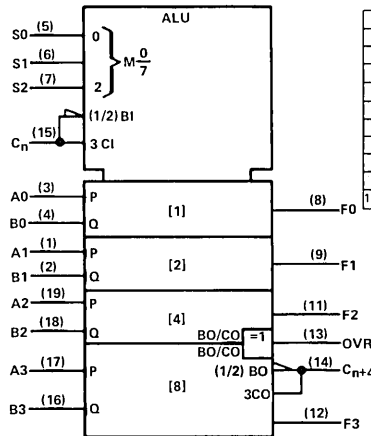 ALU
S0 (5) 0
S1 (6) M 0/7
S2 (7) 2
(1/2) BI
Cn (15) 3 CI
A0 (3) P
B0 (4) Q
[1] (8) F0
A1 (1) P
B1 (2) Q
[2] (9) F1
A2 (19) P
B2 (18) Q
[4] (11) F2
BO/CO =1 (13) OVR
BO/CO
A3 (17) P
(1/2) BO (14) Cn+4
[8] 3CO
B3 (16) Q
(12) F3
1